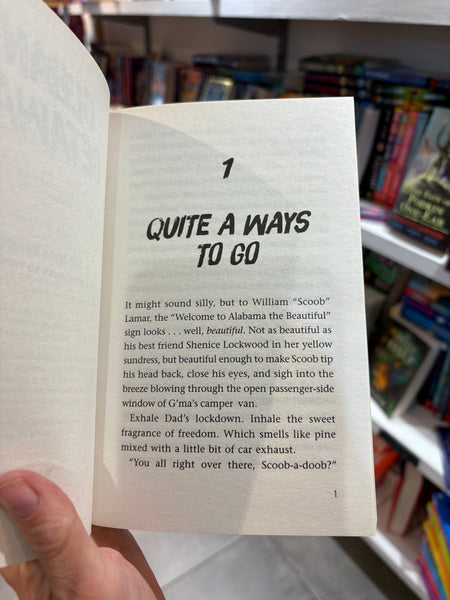 1
QUITE A WAYS
TO GO
It might sound silly, but to William “Scoob”
Lamar, the “Welcome to Alabama the Beautiful”
sign looks . . . well, beautiful. Not as beautiful as
his best friend Shenice Lockwood in her yellow
sundress, but beautiful enough to make Scoob tip
his head back, close his eyes, and sigh into the
breeze blowing through the open passenger-side
window of G’ma’s camper van.
Exhale Dad’s lockdown. Inhale the sweet
fragrance of freedom. Which smells like pine
mixed with a little bit of car exhaust.
“You all right over there, Scoob-a-doob?”
1